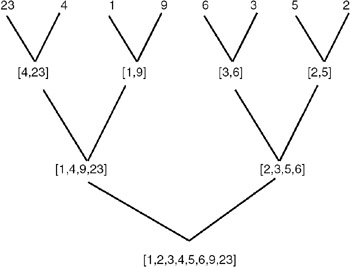 23 4 1 9 6 3 5 2
[4,23] [1,9] [3,6] [2,5]
[1,4,9,23] [2,3,5,6]
[1,2,3,4,5,6,9,23]